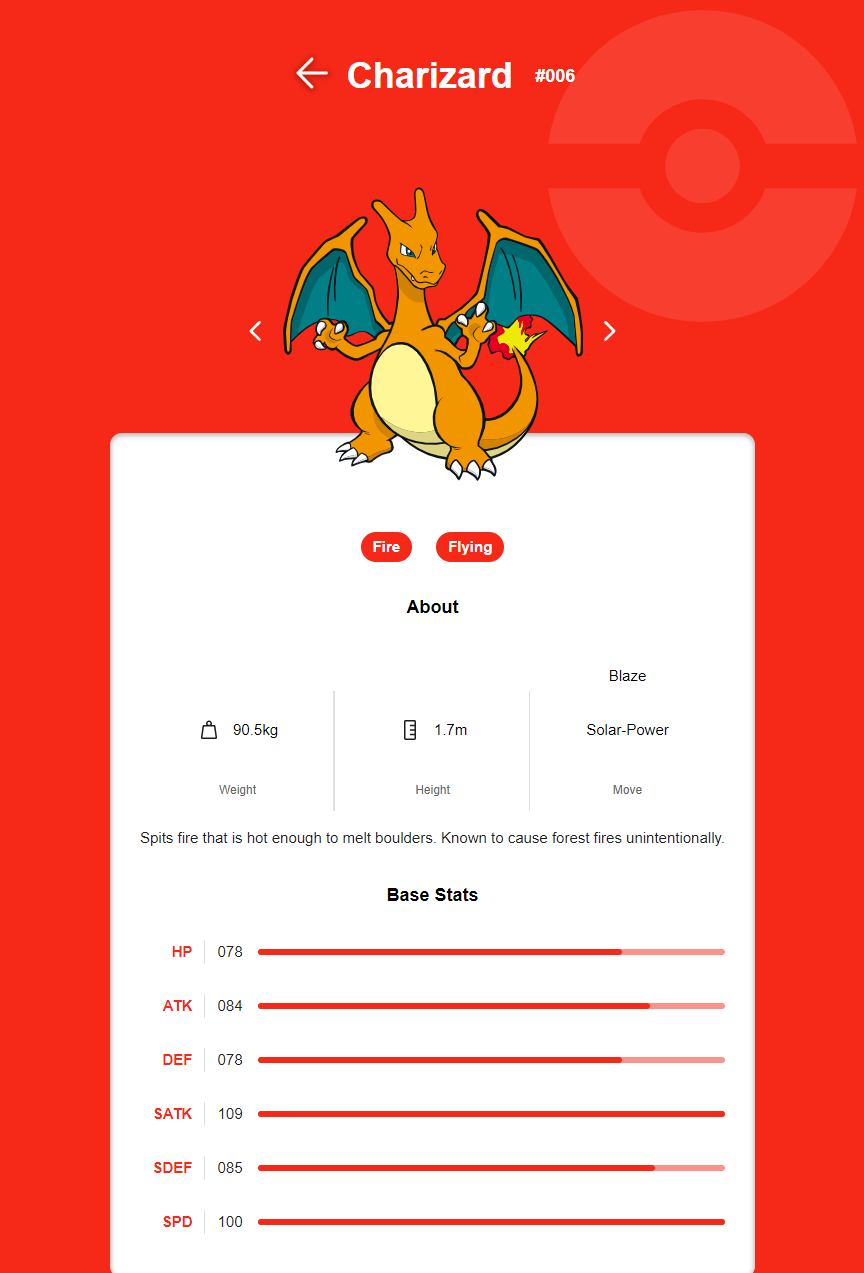 Charizard #006
Fire Flying
About
Blaze
90.5kg 1.7m Solar-Power
Weight Height Move
Spits fire that is hot enough to melt boulders. Known to cause forest fires unintentionally.
Base Stats
HP 078
ATK 084
DEF 078
SATK 109
SDEF 085
SPD 100